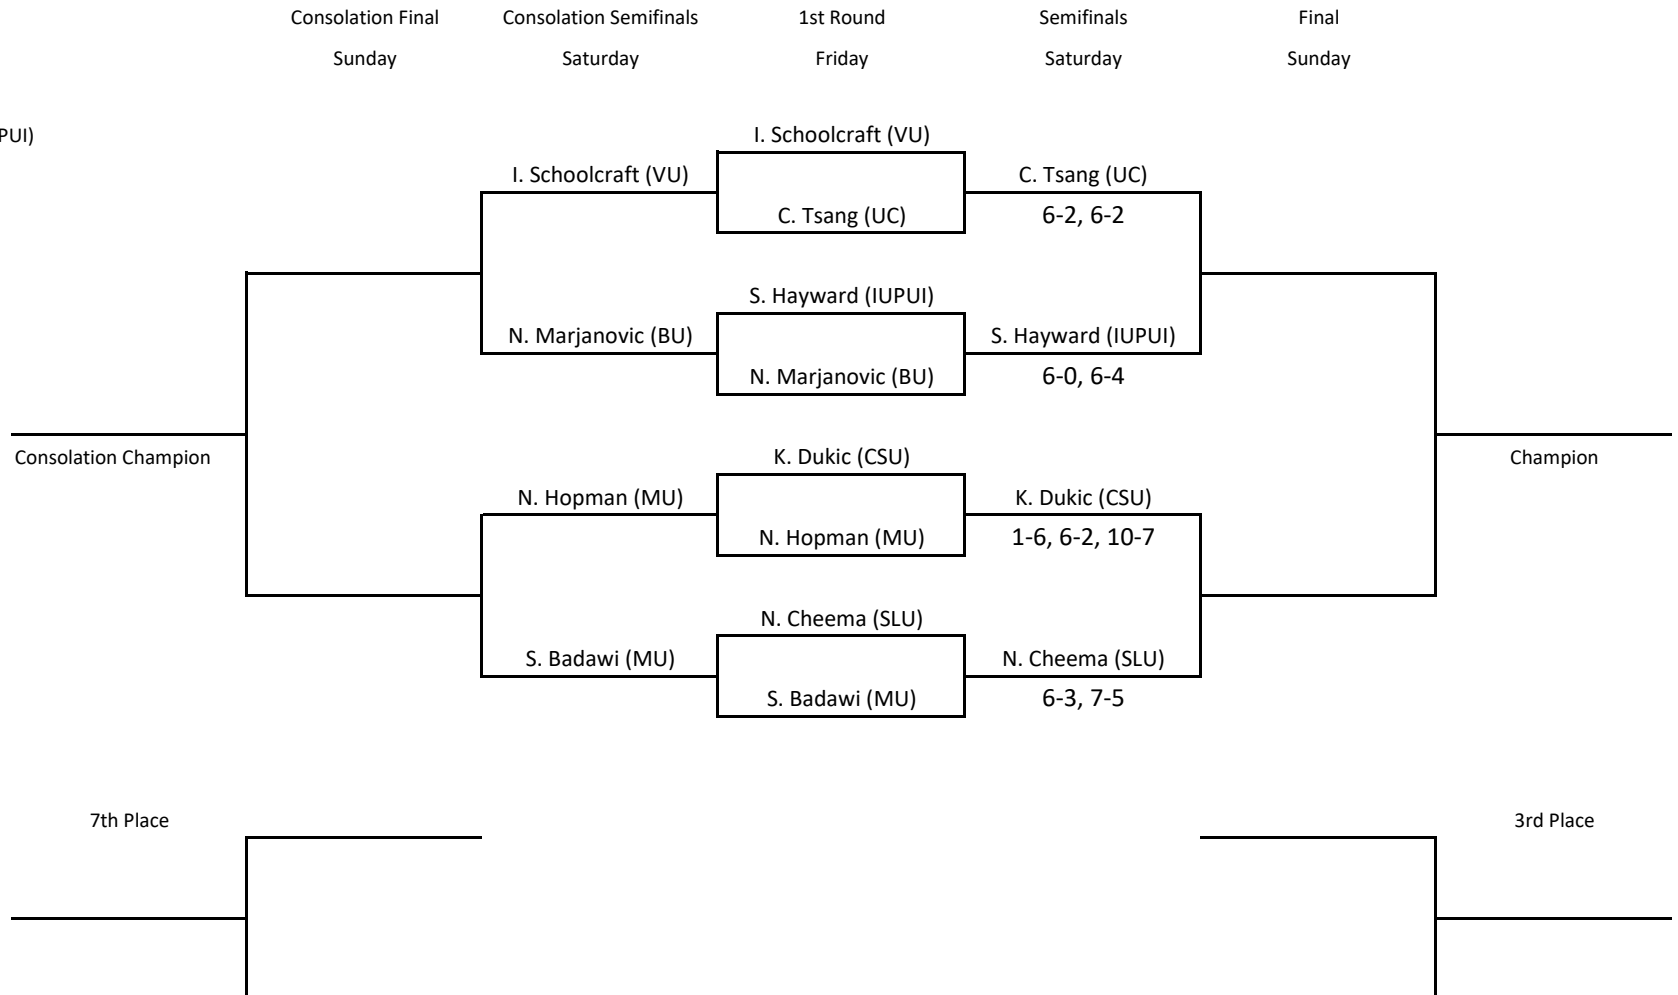 Consolation Final
Consolation Semifinals
1st Round
Semifinals
Final
Sunday
Saturday
Friday
Saturday
Sunday
PUI)
I. Schoolcraft (VU)
I. Schoolcraft (VU)
C. Tsang (UC)
C. Tsang (UC)
6-2, 6-2
S. Hayward (IUPUI)
N. Marjanovic (BU)
S. Hayward (IUPUI)
N. Marjanovic (BU)
6-0, 6-4
Consolation Champion
K. Dukic (CSU)
Champion
N. Hopman (MU)
K. Dukic (CSU)
N. Hopman (MU)
1-6, 6-2, 10-7
N. Cheema (SLU)
S. Badawi (MU)
N. Cheema (SLU)
S. Badawi (MU)
6-3, 7-5
7th Place
3rd Place